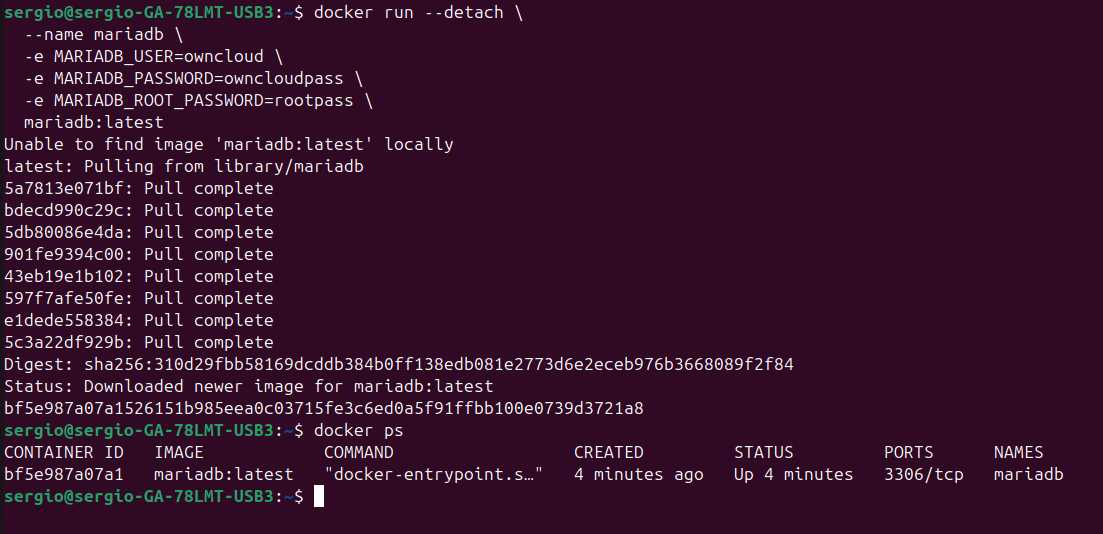 sergio@sergio-GA-78LMT-USB3:~$ docker run --detach \
  --name mariadb \
  -e MARIADB_USER=owncloud \
  -e MARIADB_PASSWORD=owncloudpass \
  -e MARIADB_ROOT_PASSWORD=rootpass \
  mariadb:latest
Unable to find image 'mariadb:latest' locally
latest: Pulling from library/mariadb
5a7813e071bf: Pull complete
bdecd990c29c: Pull complete
5db80086e4da: Pull complete
901fe9394c00: Pull complete
43eb19e1b102: Pull complete
597f7afe50fe: Pull complete
e1dede558384: Pull complete
5c3a22df929b: Pull complete
Digest: sha256:310d29fbb58169dcddb384b0ff138edb081e2773d6e2eceb976b3668089f2f84
Status: Downloaded newer image for mariadb:latest
bf5e987a07a1526151b985eea0c03715fe3c6ed0a5f91ffbb100e0739d3721a8
sergio@sergio-GA-78LMT-USB3:~$ docker ps
CONTAINER ID   IMAGE            COMMAND                  CREATED         STATUS         PORTS      NAMES
bf5e987a07a1   mariadb:latest   "docker-entrypoint.s…"   4 minutes ago   Up 4 minutes   3306/tcp   mariadb
sergio@sergio-GA-78LMT-USB3:~$